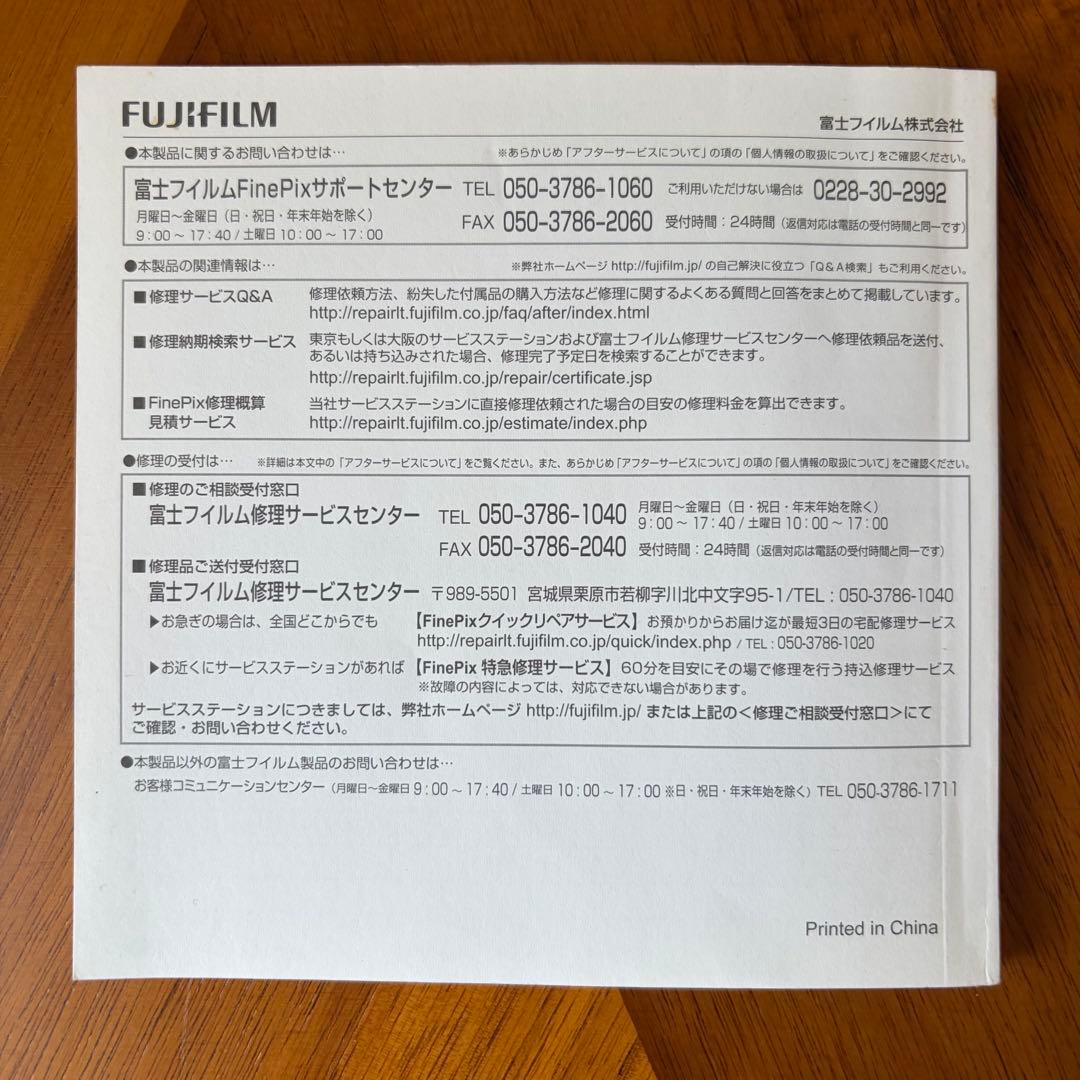 FUJIFILM
富士フイルム株式会社
●本製品に関するお問い合わせは… ※あらかじめ「アフターサービスについて」の項の「個人情報の取扱について」をご確認ください。
富士フイルムFinePixサポートセンター TEL 050-3786-1060 ご利用いただけない場合は 0228-30-2992
月曜日~金曜日(日・祝日・年末年始を除く)
9:00 ~ 17:40 / 土曜日 10:00 ~ 17:00
FAX 050-3786-2060 受付時間:24時間(返信対応は電話の受付時間と同一です)
●本製品の関連情報は… ※弊社ホームページ http://fujifilm.jp/ の自己解決に役立つ「Q&A検索」もご利用ください。
■修理サービスQ&A 修理依頼方法、紛失した付属品の購入方法など修理に関するよくある質問と回答をまとめて掲載しています。
http://repairlt.fujifilm.co.jp/faq/after/index.html
■修理納期検索サービス 東京もしくは大阪のサービスステーションおよび富士フイルム修理サービスセンターへ修理依頼品を送付、
あるいは持ち込みされた場合、修理完了予定日を検索することができます。
http://repairlt.fujifilm.co.jp/repair/certificate.jsp
■FinePix修理概算 当社サービスステーションに直接修理依頼された場合の目安の修理料金を算出できます。
見積サービス http://repairlt.fujifilm.co.jp/estimate/index.php
●修理の受付は… ※詳細は本文中の「アフターサービスについて」をご覧ください。また、あらかじめ「アフターサービスについて」の項の「個人情報の取扱について」をご確認ください。
■修理のご相談受付窓口
富士フイルム修理サービスセンター TEL 050-3786-1040 月曜日~金曜日(日・祝日・年末年始を除く)
9:00 ~ 17:40 / 土曜日 10:00 ~ 17:00
FAX 050-3786-2040 受付時間:24時間(返信対応は電話の受付時間と同一です)
■修理品ご送付受付窓口
富士フイルム修理サービスセンター 〒989-5501 宮城県栗原市若柳字川北中文字95-1/TEL : 050-3786-1040
▶お急ぎの場合は、全国どこからでも 【FinePixクイックリペアサービス】お預かりからお届け迄が最短3日の宅配修理サービス
http://repairlt.fujifilm.co.jp/quick/index.php / TEL : 050-3786-1020
▶お近くにサービスステーションがあれば 【FinePix 特急修理サービス】60分を目安にその場で修理を行う持込修理サービス
※故障の内容によっては、対応できない場合があります。
サービスステーションにつきましては、弊社ホームページ http://fujifilm.jp/ または上記の<修理ご相談受付窓口>にて
ご確認・お問い合わせください。
●本製品以外の富士フイルム製品のお問い合わせは…
お客様コミュニケーションセンター(月曜日~金曜日 9:00 ~ 17:40 / 土曜日 10:00 ~ 17:00 ※日・祝日・年末年始を除く) TEL 050-3786-1711
Printed in China